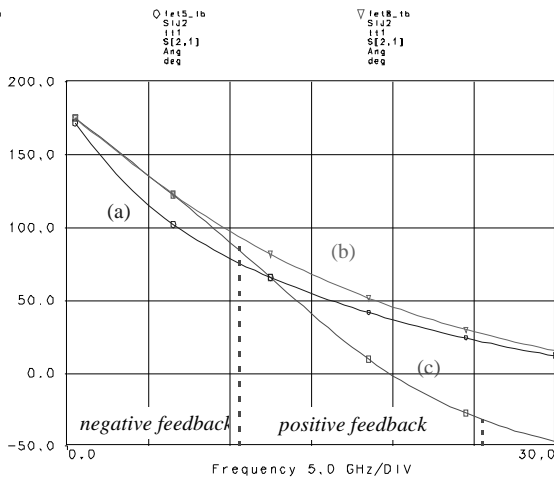 fet5_tb
fet8_tb
S[2,1]
S[2,1]
Ang
Ang
deg
deg
200.0
150.0
100.0
50.0
0.0
-50.0
(a)
(b)
(c)
negative feedback
positive feedback
0.0
30.0
Frequency 5.0 GHz/DIV